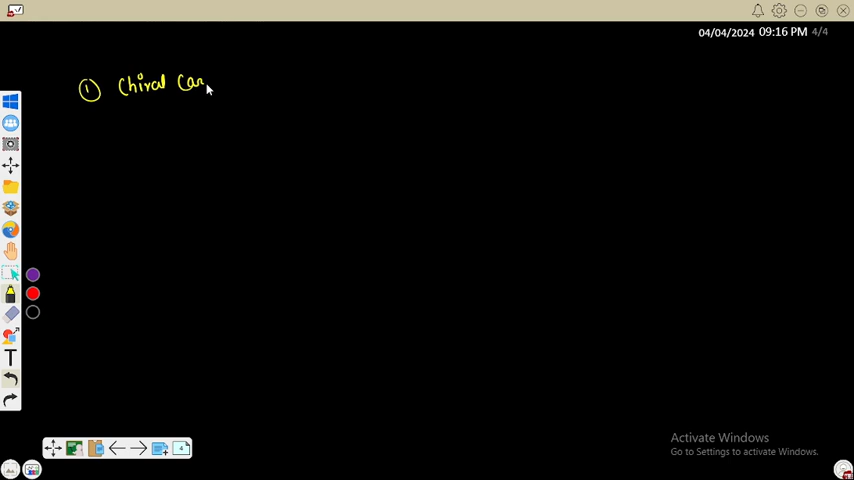 04/04/2024 09:16 PM 4/4
① Chiral Car
T
4
Activate Windows
Go to Settings to activate Windows.